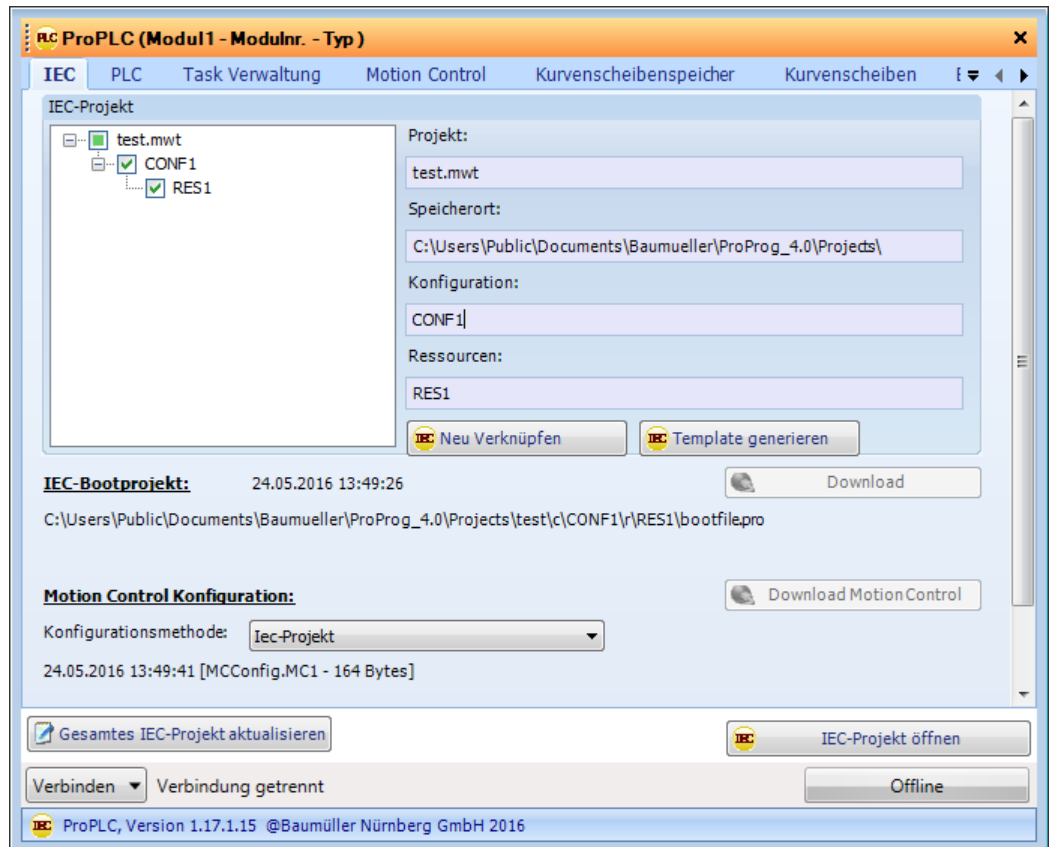 PLC ProPLC (Modul1 - Modulnr. - Typ )
IEC PLC Task Verwaltung Motion Control Kurvenscheibenspeicher Kurvenscheiben
IEC-Projekt
test.mwt
CONF1
RES1
Projekt:
test.mwt
Speicherort:
C:\Users\Public\Documents\Baumueller\ProProg_4.0\Projects\
Konfiguration:
CONF1
Ressourcen:
RES1
IEC Neu Verknüpfen IEC Template generieren
IEC-Bootprojekt: 24.05.2016 13:49:26 Download
C:\Users\Public\Documents\Baumueller\ProProg_4.0\Projects\test\c\CONF1\r\RES1\bootfile.pro
Motion Control Konfiguration: Download Motion Control
Konfigurationsmethode: Iec-Projekt
24.05.2016 13:49:41 [MCConfig.MC1 - 164 Bytes]
Gesamtes IEC-Projekt aktualisieren IEC IEC-Projekt öffnen
Verbinden Verbindung getrennt Offline
IEC ProPLC, Version 1.17.1.15 @Baumüller Nürnberg GmbH 2016